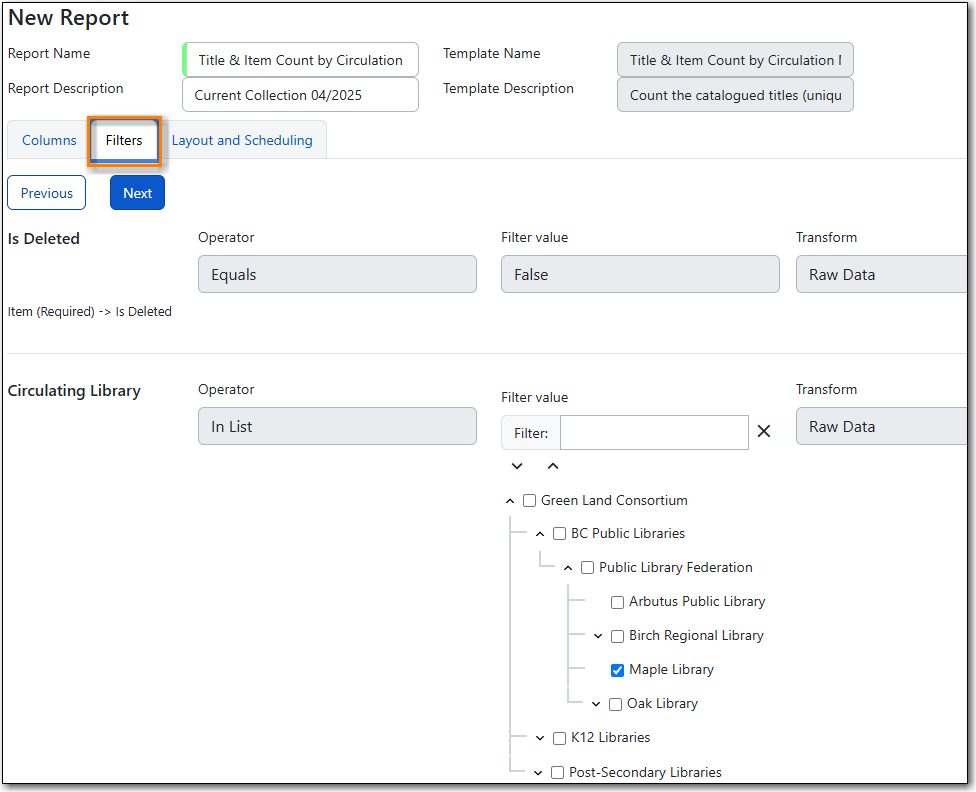 New Report
Report Name Title & Item Count by Circulation Template Name Title & Item Count by Circulation
Report Description Current Collection 04/2025 Template Description Count the catalogued titles (uniqu
Columns Filters Layout and Scheduling
Previous Next
Is Deleted Operator Filter value Transform
Equals False Raw Data
Item (Required) -> Is Deleted
Circulating Library Operator Filter value Transform
In List Filter: Raw Data
Green Land Consortium
BC Public Libraries
Public Library Federation
Arbutus Public Library
Birch Regional Library
Maple Library
Oak Library
K12 Libraries
Post-Secondary Libraries